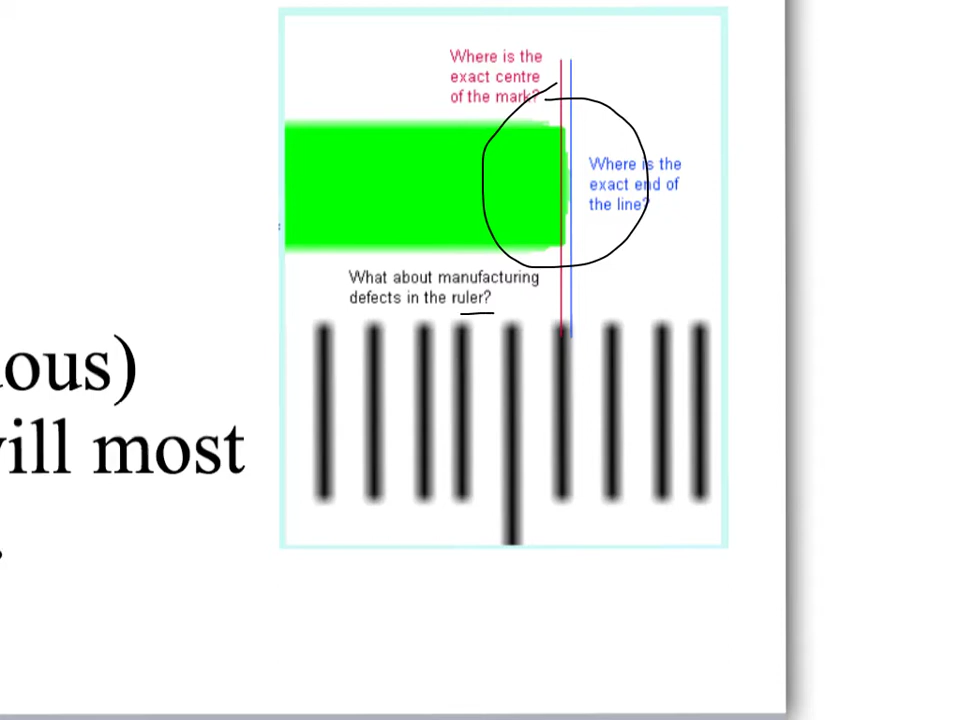 Where is the
exact centre
of the mark?
Where is the
exact end of
the line?
What about manufacturing
defects in the ruler?
ous)
will most
.